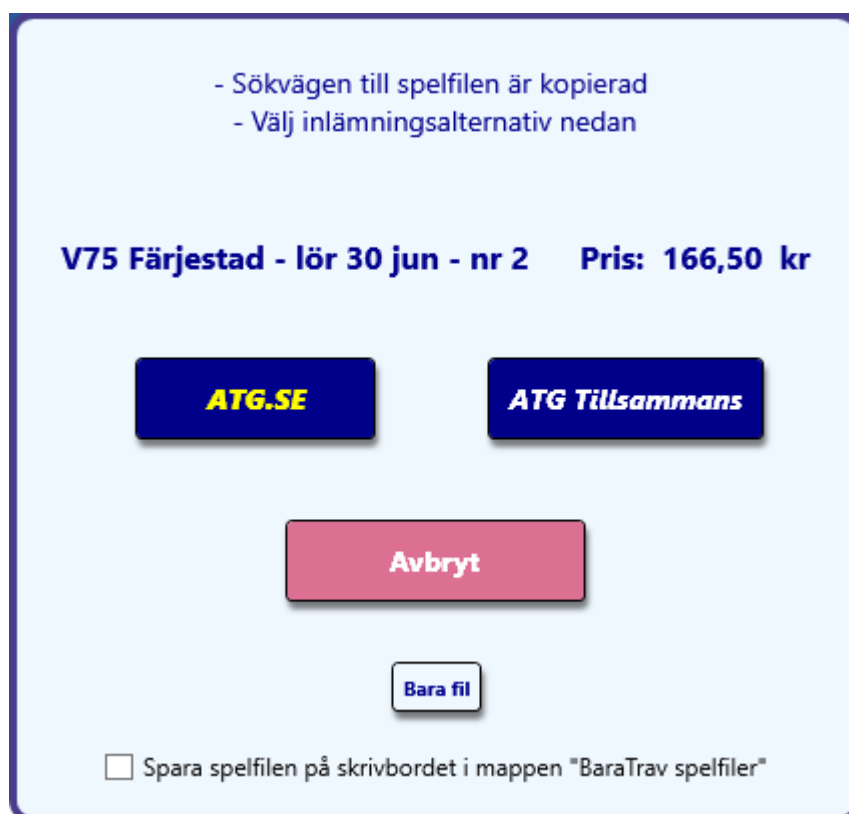 - Sökvägen till spelfilen är kopierad
- Välj inlämningsalternativ nedan
V75 Färjestad - lör 30 jun - nr 2 Pris: 166,50 kr
ATG.SE ATG Tillsammans
Avbryt
Bara fil
Spara spelfilen på skrivbordet i mappen "BaraTrav spelfiler"